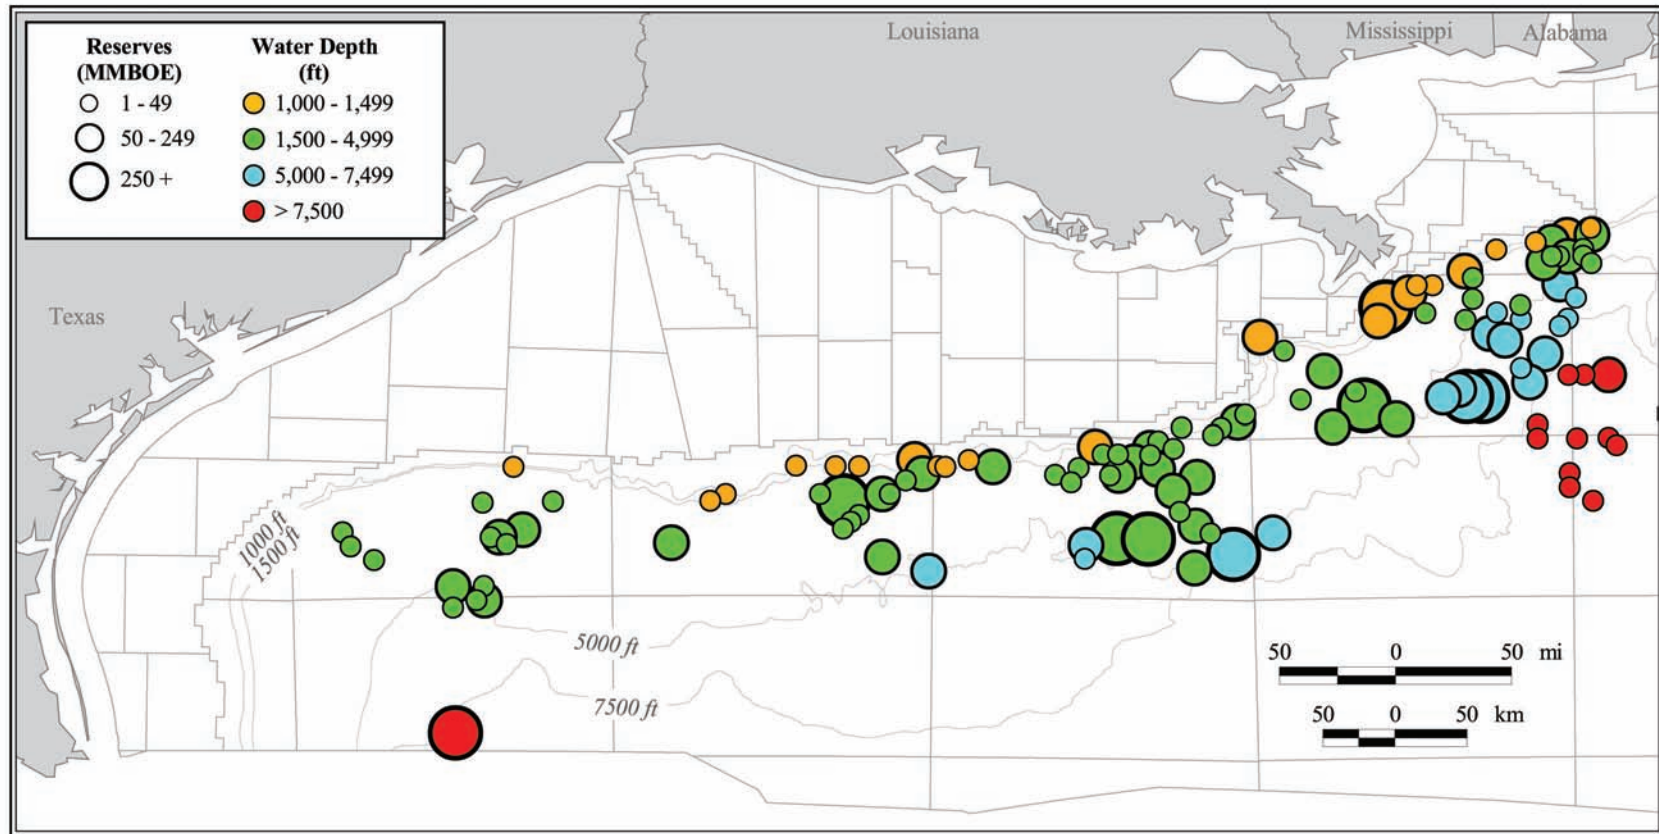 Louisiana
Mississippi
Alabama
Texas
Reserves
(MMBOE)
1 - 49
50 - 249
250 +
Water Depth
(ft)
1,000 - 1,499
1,500 - 4,999
5,000 - 7,499
> 7,500
1000 ft
1500 ft
5000 ft
7500 ft
50 0 50 mi
50 0 50 km